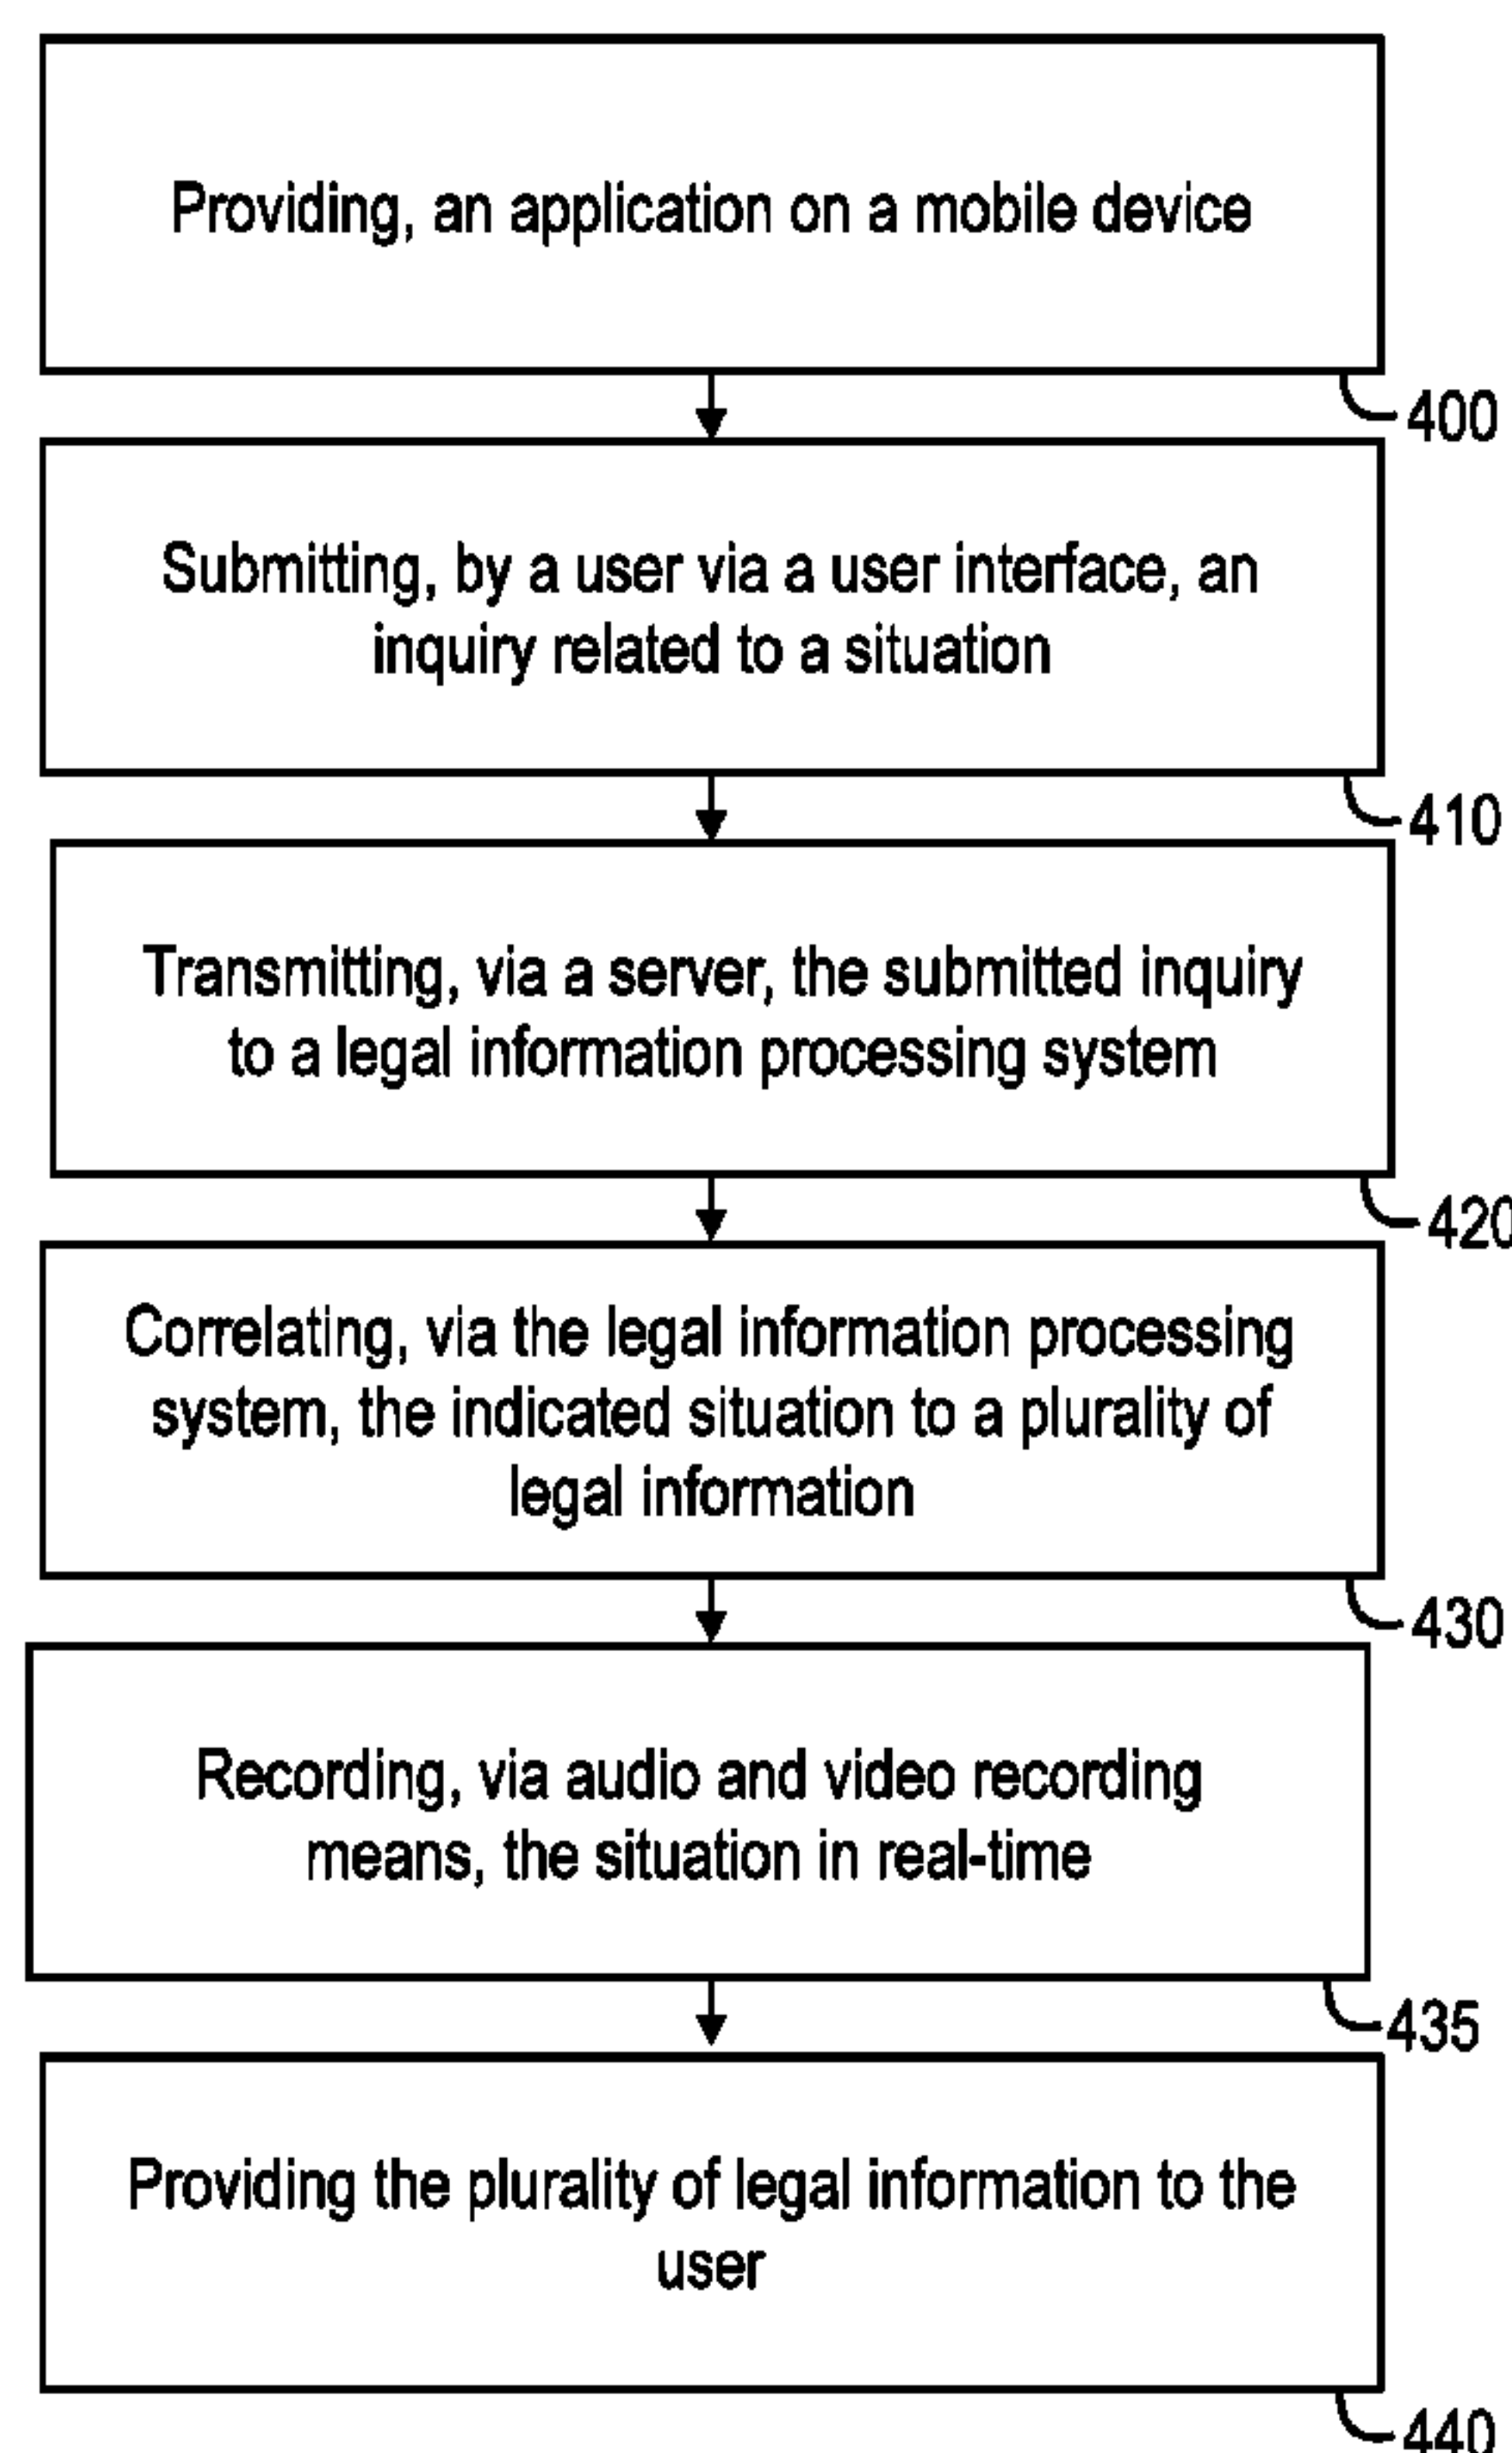 Providing, an application on a mobile device
400
Submitting, by a user via a user interface, an
inquiry related to a situation
410
Transmitting, via a server, the submitted inquiry
to a legal information processing system
420
Correlating, via the legal information processing
system, the indicated situation to a plurality of
legal information
430
Recording, via audio and video recording
means, the situation in real-time
435
Providing the plurality of legal information to the
user
440